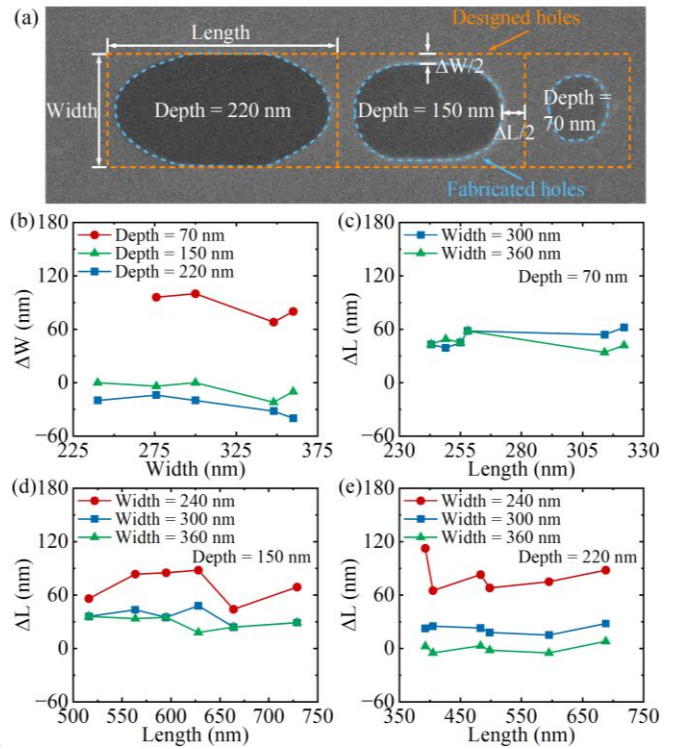 (a)
Designed holes
Length
Width
ΔW/2
Depth = 220 nm
Depth = 150 nm
Depth =
70 nm
ΔL/2
Fabricated holes
(b)
180
120
60
0
−60
ΔW (nm)
Depth = 70 nm
Depth = 150 nm
Depth = 220 nm
225 275 325 375
Width (nm)
(c)
180
120
60
0
−60
ΔL (nm)
Width = 300 nm
Width = 360 nm
Depth = 70 nm
230 255 280 305 330
Length (nm)
(d)
180
120
60
0
−60
ΔL (nm)
Width = 240 nm
Width = 300 nm
Width = 360 nm
Depth = 150 nm
500 550 600 650 700 750
Length (nm)
(e)
180
120
60
0
−60
ΔL (nm)
Width = 240 nm
Width = 300 nm
Width = 360 nm
Depth = 220 nm
350 450 550 650 750
Length (nm)